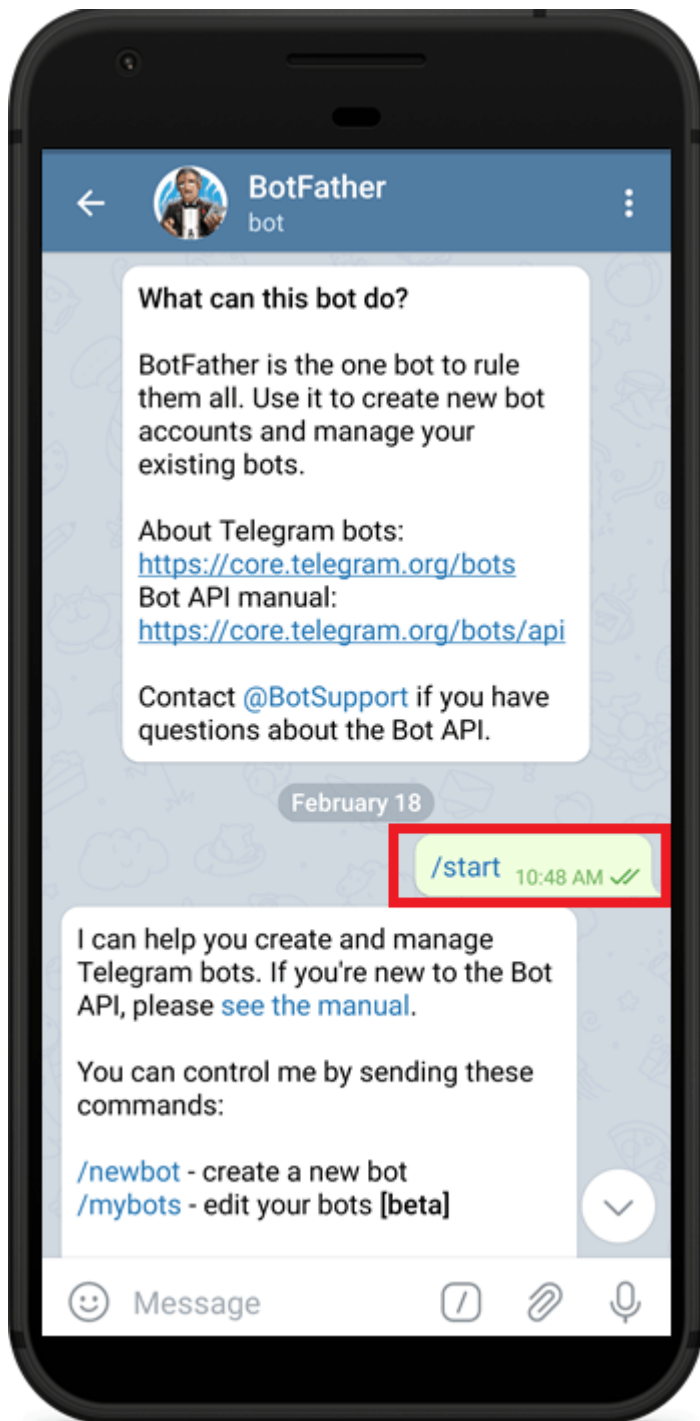 BotFather
bot
What can this bot do?
BotFather is the one bot to rule
them all. Use it to create new bot
accounts and manage your
existing bots.
About Telegram bots:
https://core.telegram.org/bots
Bot API manual:
https://core.telegram.org/bots/api
Contact @BotSupport if you have
questions about the Bot API.
February 18
/start 10:48 AM
I can help you create and manage
Telegram bots. If you're new to the Bot
API, please see the manual.
You can control me by sending these
commands:
/newbot - create a new bot
/mybots - edit your bots [beta]
Message